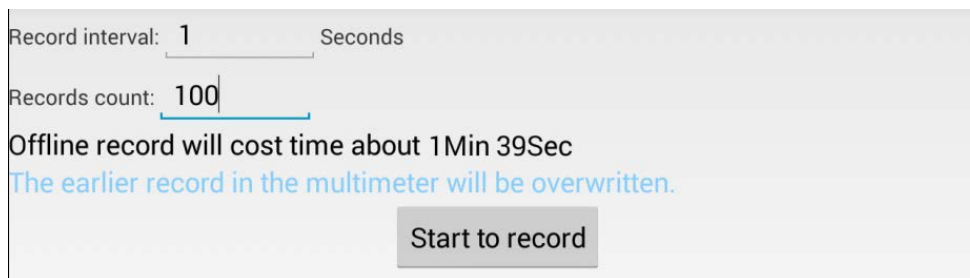 Record interval: 1 Seconds
Records count: 100
Offline record will cost time about 1Min 39Sec
The earlier record in the multimeter will be overwritten.
Start to record